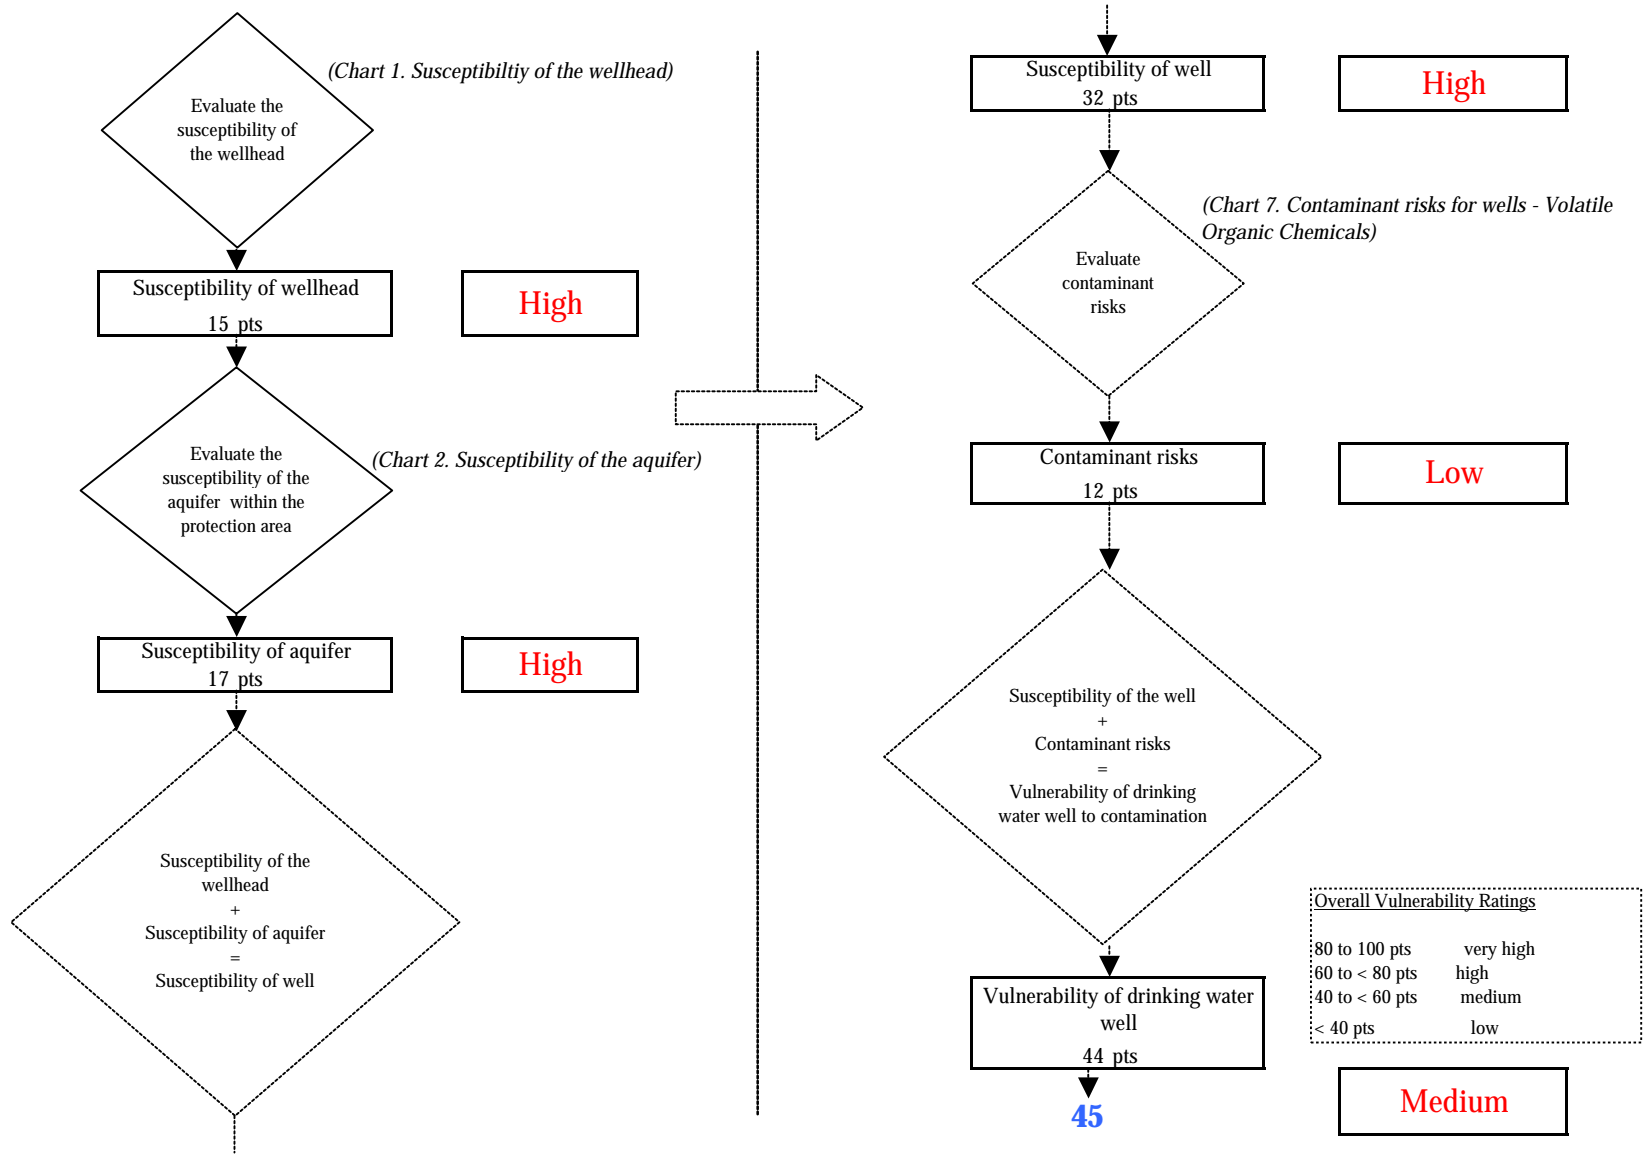 (Chart 1. Susceptibiltiy of the wellhead)
Evaluate the
susceptibility of
the wellhead
Susceptibility of wellhead
15 pts
High
Evaluate the
susceptibility of the
aquifer within the
protection area
(Chart 2. Susceptibility of the aquifer)
Susceptibility of aquifer
17 pts
High
Susceptibility of the
wellhead
+
Susceptibility of aquifer
=
Susceptibility of well
Susceptibility of well
32 pts
High
(Chart 7. Contaminant risks for wells - Volatile
Organic Chemicals)
Evaluate
contaminant
risks
Contaminant risks
12 pts
Low
Susceptibility of the well
+
Contaminant risks
=
Vulnerability of drinking
water well to contamination
Overall Vulnerability Ratings
80 to 100 pts very high
60 to < 80 pts high
40 to < 60 pts medium
< 40 pts low
Vulnerability of drinking water
well
44 pts
45
Medium